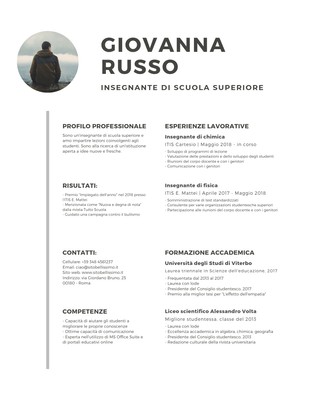 GIOVANNA
RUSSO
INSEGNANTE DI SCUOLA SUPERIORE
PROFILO PROFESSIONALE
Sono un'insegnante di scuola superiore e
amo impartire lezioni coinvolgenti agli
studenti. Sono alla ricerca di un'istituzione
aperta a idee nuove e fresche.
RISULTATI:
- Premio "Impiegato dell'anno" nel 2016 presso
ITIS E. Mattei
- Menzionata come "Nuova e degna di nota"
dalla rivista Tutto Scuola
- Guidato una campagna contro il bullismo
CONTATTI:
Cellulare: +39 346 4561237
Email: ciao@sitobellissimo.it
Sito web: www.sitobellissimo.it
Indirizzo: via Giordano Bruno, 25
00180 - Roma
COMPETENZE
- Capacità di aiutare gli studenti a
migliorare le proprie conoscenze
- Ottime capacità di comunicazione
- Esperta nell'utilizzo di MS Office Suite e
di portali educativi online
ESPERIENZE LAVORATIVE
Insegnante di chimica
ITIS Cartesio | Maggio 2018 - in corso
- Sviluppo di programmi di lezione
- Valutazione delle prestazioni e dello sviluppo degli studenti
- Riunioni del corpo docente e con i genitori
- Comunicazione con i genitori
Insegnante di fisica
ITIS E. Mattei | Aprile 2017 - Maggio 2018
- Somministrazione di test standardizzati
- Consulente per varie organizzazioni studentesche superiori
- Partecipazione alle riunioni del corpo docente e con i genitori
FORMAZIONE ACCADEMICA
Università degli Studi di Viterbo
Laurea triennale in Scienze dell'educazione, 2017
- Frequentata dal 2013 al 2017
- Laurea con lode
- Presidente del Consiglio studentesco, 2017
- Premio alla miglior tesi per "L'effetto dell'empatia"
Liceo scientifico Alessandro Volta
Migliore studentessa, classe del 2013
- Laurea con lode
- Eccellenza accademica in algebra, chimica, geografia
- Presidente del Consiglio studentesco, 2013
- Redazione culturale della rivista universitaria